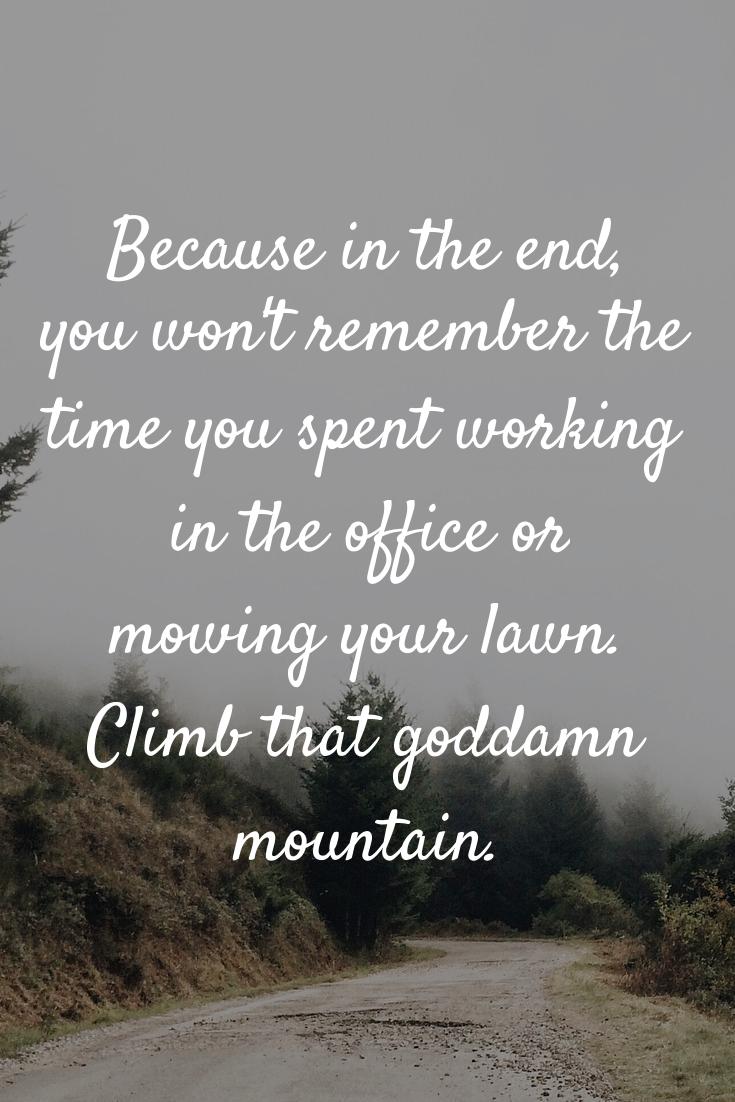 Because in the end,
you won't remember the
time you spent working
in the office or
mowing your lawn.
Climb that goddamn
mountain.